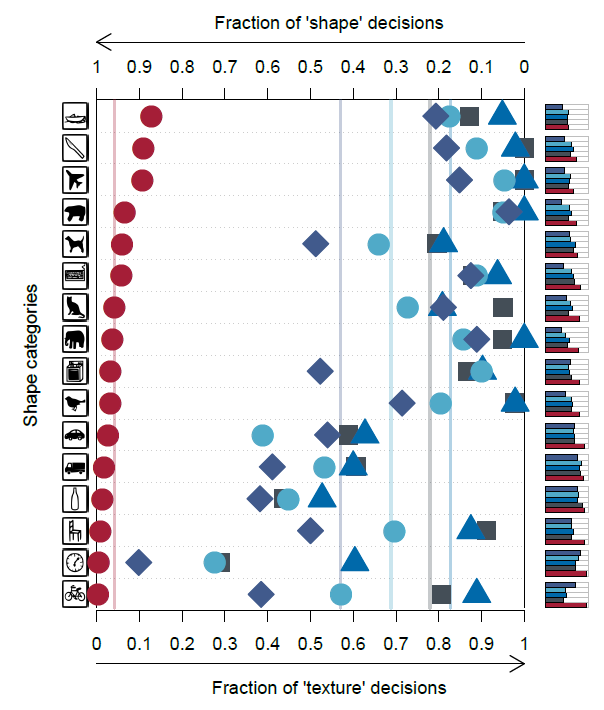 Fraction of 'shape' decisions
1 0.9 0.8 0.7 0.6 0.5 0.4 0.3 0.2 0.1 0
Shape categories
0 0.1 0.2 0.3 0.4 0.5 0.6 0.7 0.8 0.9 1
Fraction of 'texture' decisions